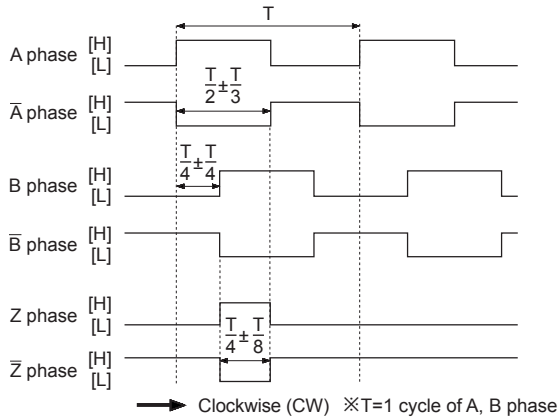 T
A phase [H]
[L]
A̅ phase [H]
[L]
T/2±T/3
T/4±T/4
B phase [H]
[L]
B̅ phase [H]
[L]
Z phase [H]
[L]
T/4±T/8
Z̅ phase [H]
[L]
Clockwise (CW) ※T=1 cycle of A, B phase